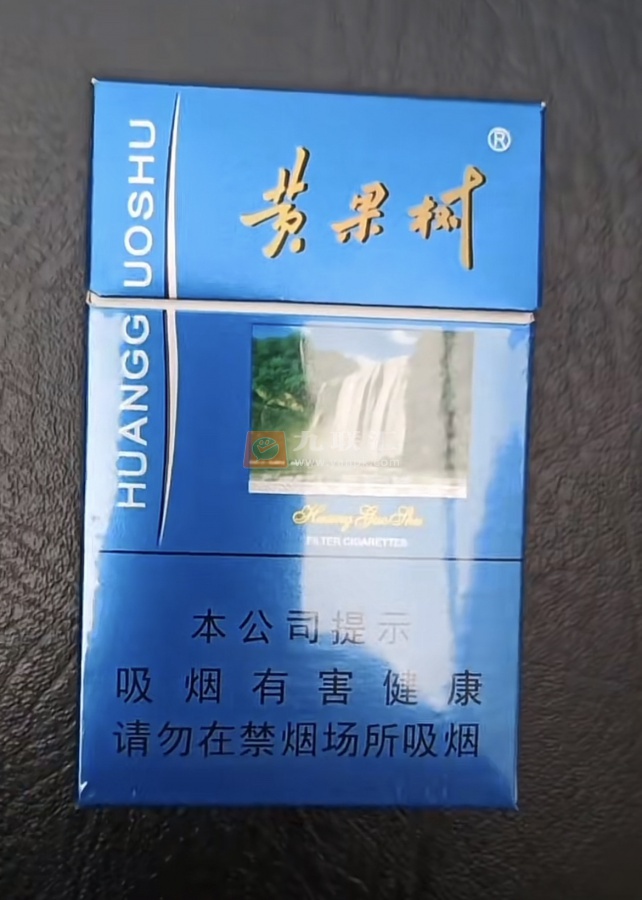 HUANGGUOSHU
®
黄果树
Huang Guo Shu
FILTER CIGARETTES
本公司提示
吸烟有害健康
请勿在禁烟场所吸烟